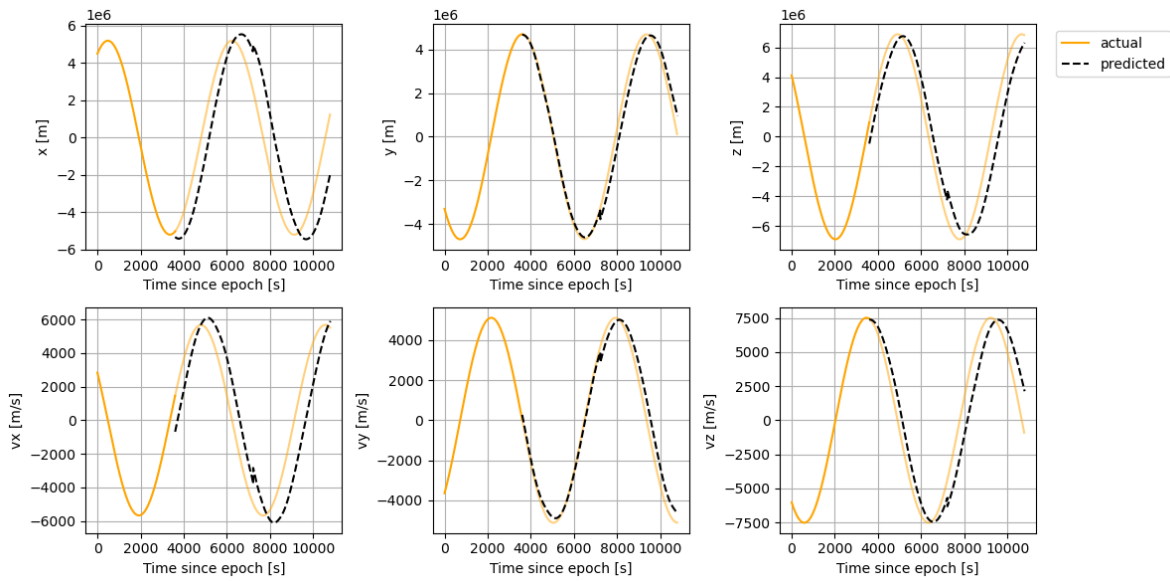 1e6
6
4
2
0
−2
−4
−6
x [m]
0 2000 4000 6000 8000 10000
Time since epoch [s]
1e6
4
2
0
−2
−4
y [m]
0 2000 4000 6000 8000 10000
Time since epoch [s]
1e6
6
4
2
0
−2
−4
−6
z [m]
0 2000 4000 6000 8000 10000
Time since epoch [s]
actual
predicted
6000
4000
2000
0
−2000
−4000
−6000
vx [m/s]
0 2000 4000 6000 8000 10000
Time since epoch [s]
4000
2000
0
−2000
−4000
vy [m/s]
0 2000 4000 6000 8000 10000
Time since epoch [s]
7500
5000
2500
0
−2500
−5000
−7500
vz [m/s]
0 2000 4000 6000 8000 10000
Time since epoch [s]